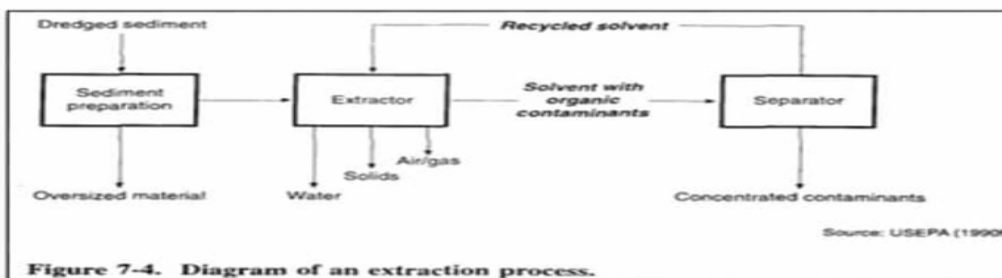 Dredged sediment
Recycled solvent
Sediment
preparation
Extractor
Solvent with
organic
contaminants
Separator
Air/gas
Solids
Oversized material
Water
Concentrated contaminants
Source: USEPA (1990
Figure 7-4. Diagram of an extraction process.